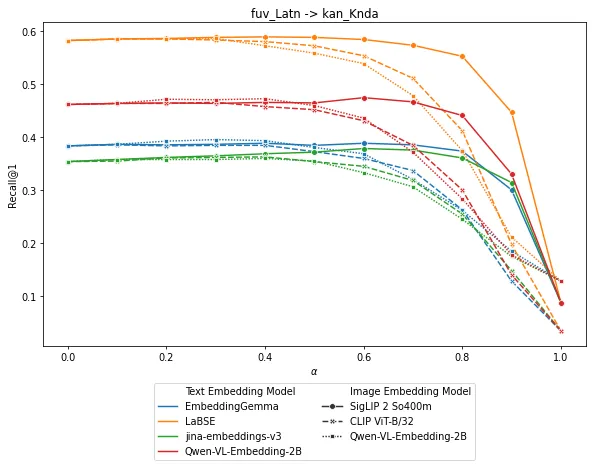 fuv_Latn -> kan_Knda
0.6
0.5
0.4
0.3
0.2
0.1
Recall@1
0.0 0.2 0.4 0.6 0.8 1.0
α
Text Embedding Model Image Embedding Model
EmbeddingGemma SigLIP 2 So400m
LaBSE CLIP ViT-B/32
jina-embeddings-v3 Qwen-VL-Embedding-2B
Qwen-VL-Embedding-2B